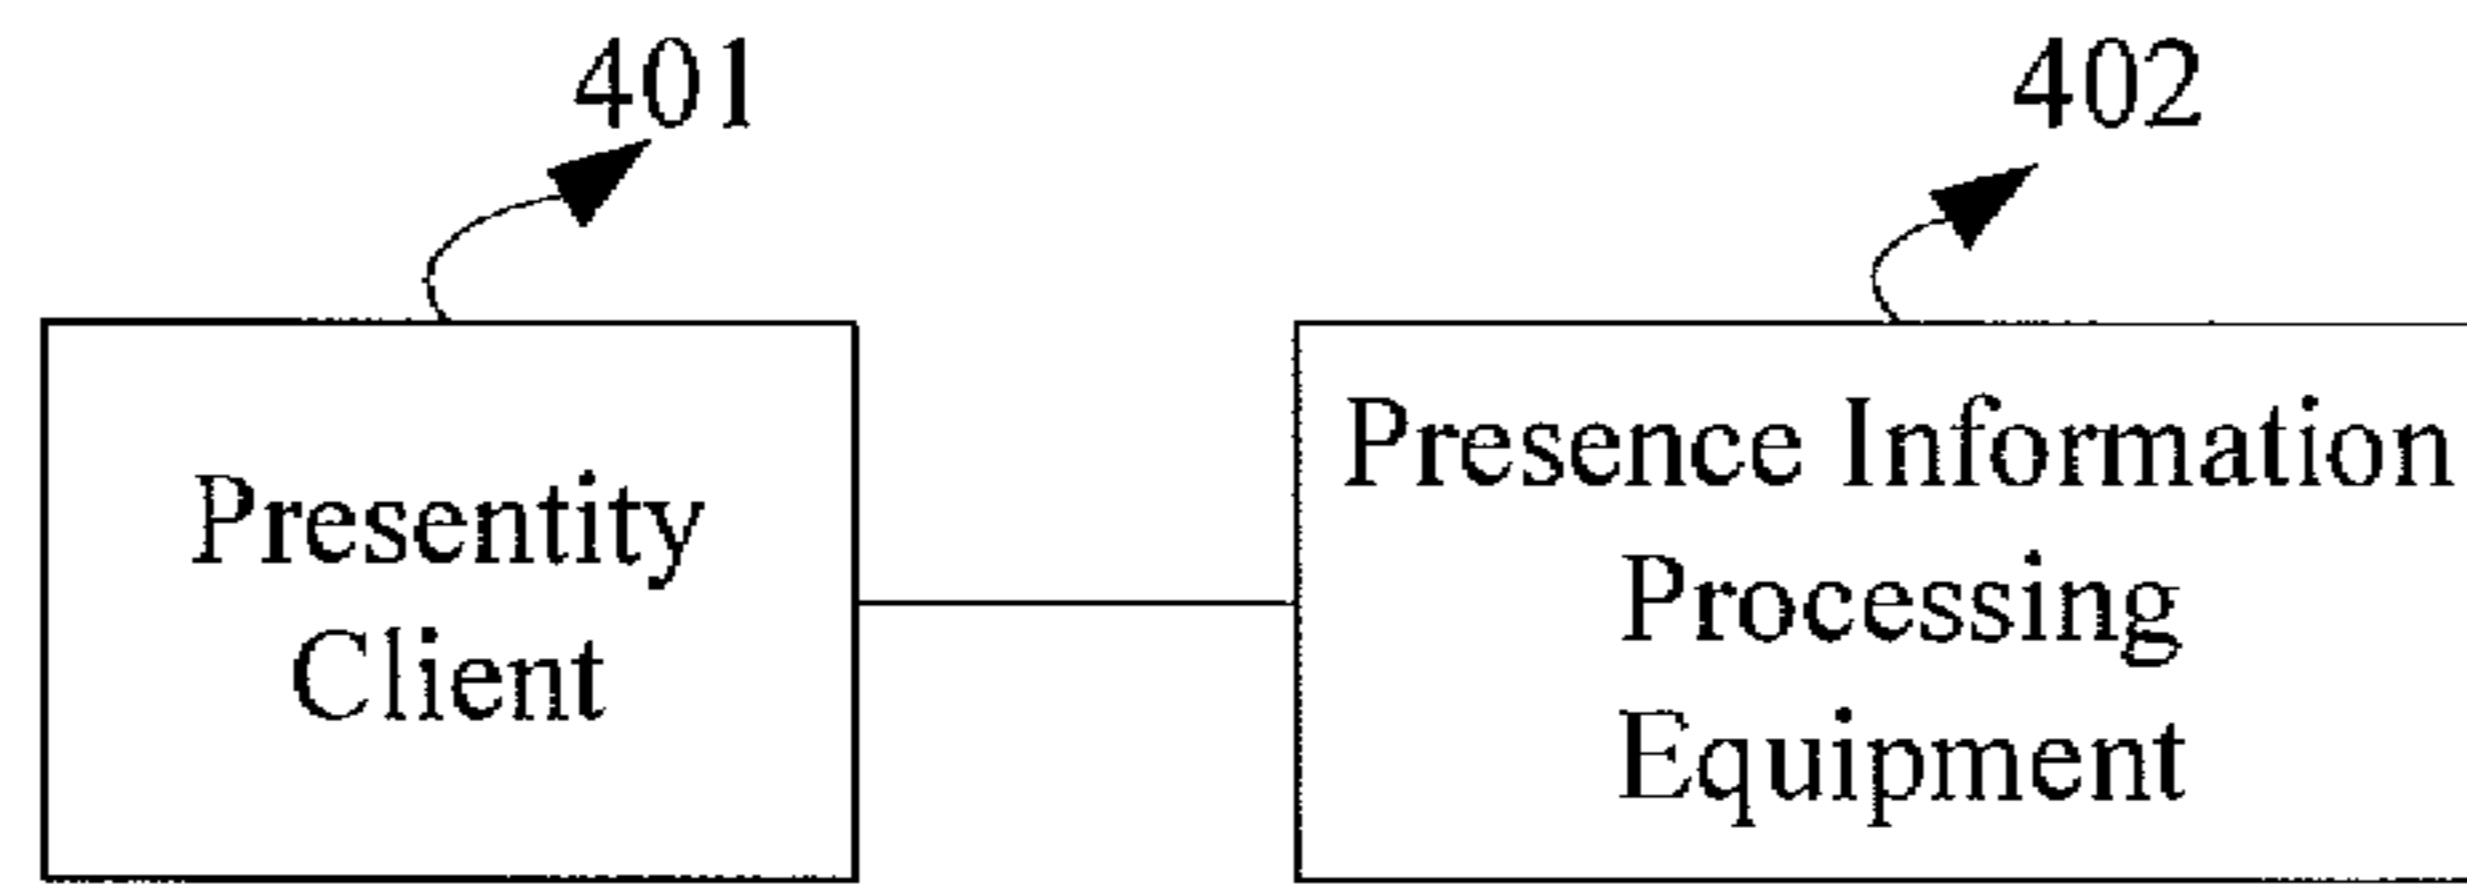 401
402
Presentity
Client
Presence Information
Processing
Equipment